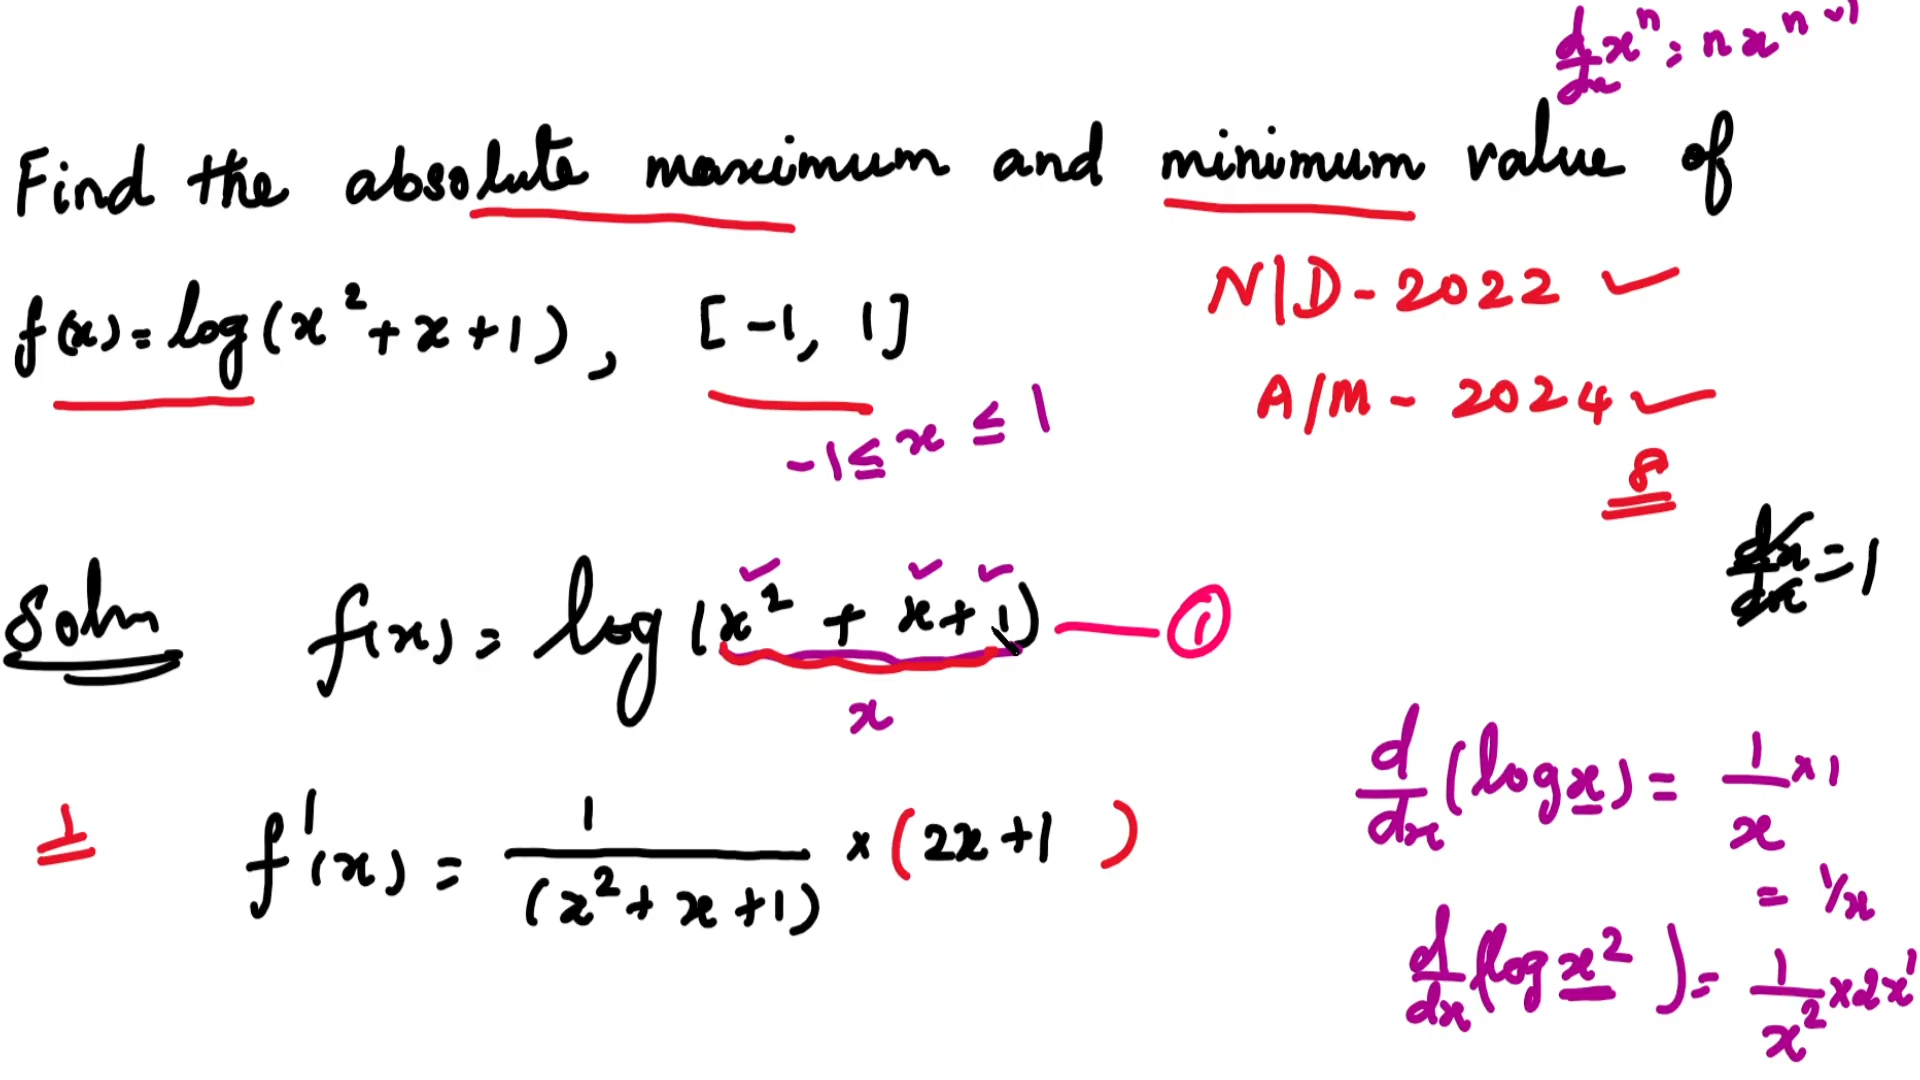 d/dx xⁿ = n xⁿ⁻¹
Find the absolute maximum and minimum value of
f(x) = log(x² + x + 1), [-1, 1]
N/D - 2022 ✓
-1 ≤ x ≤ 1
A/M - 2024 ✓
8
dx/dx = 1
Soln f(x) = log(x² + x + 1) — ①
x
d/dx (log x) = 1/x × 1
1 f'(x) = 1/(x² + x + 1) × (2x + 1)
= 1/x
d/dx (log x²) = 1/x² × 2x¹